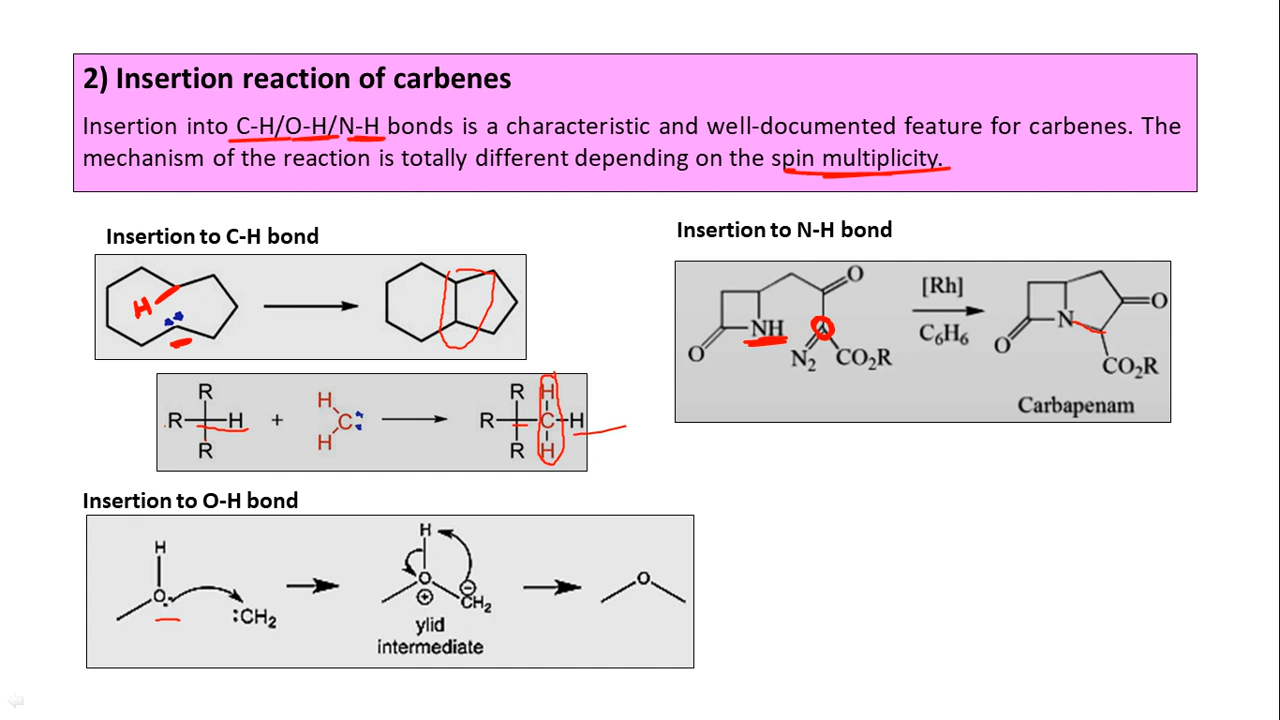 2) Insertion reaction of carbenes
Insertion into C-H/O-H/N-H bonds is a characteristic and well-documented feature for carbenes. The
mechanism of the reaction is totally different depending on the spin multiplicity.
Insertion to C-H bond
H
R
R H + H C: H
R
R H
R C H
R H
Insertion to O-H bond
H
O:
:CH2
H
O
⊕
⊖
CH2
ylid
intermediate
O
Insertion to N-H bond
O
NH
O
N2
CO2R
[Rh]
C6H6
O
N
O
CO2R
Carbapenam